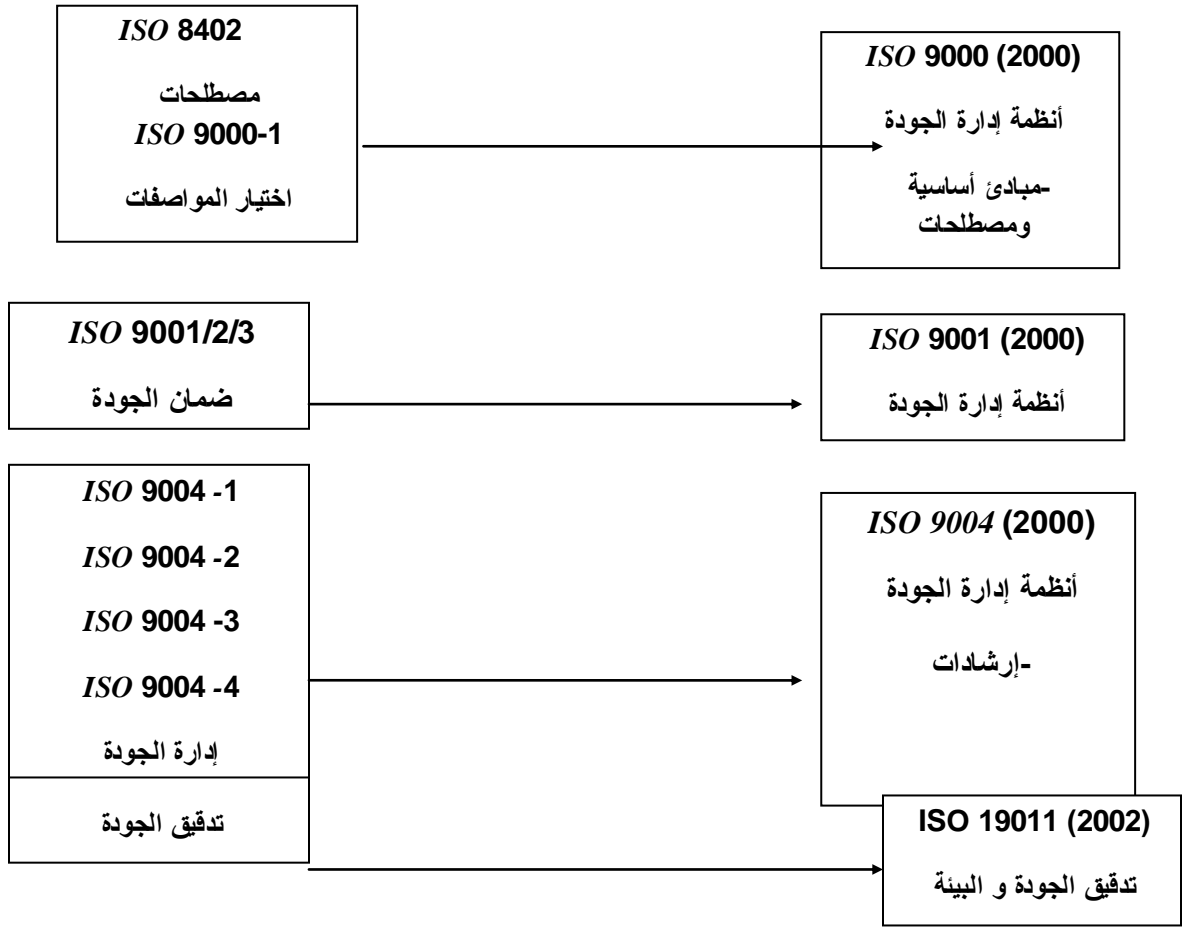 ISO 8402
مصطلحات
ISO 9000-1
اختيار المواصفات
ISO 9000 (2000)
أنظمة إدارة الجودة
-مبادئ أساسية
ومصطلحات
ISO 9001/2/3
ضمان الجودة
ISO 9001 (2000)
أنظمة إدارة الجودة
ISO 9004 -1
ISO 9004 -2
ISO 9004 -3
ISO 9004 -4
إدارة الجودة
تدقيق الجودة
ISO 9004 (2000)
أنظمة إدارة الجودة
-إرشادات
ISO 19011 (2002)
تدقيق الجودة و البيئة